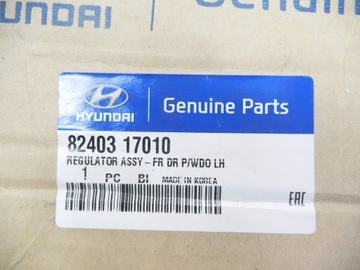 Genuin
HYUNDAI
HYUNDAI
Genuine Parts
82403 17010
REGULATOR ASSY-FR DR P/WDO LH
1 PC BI MADE IN KOREA
EAC